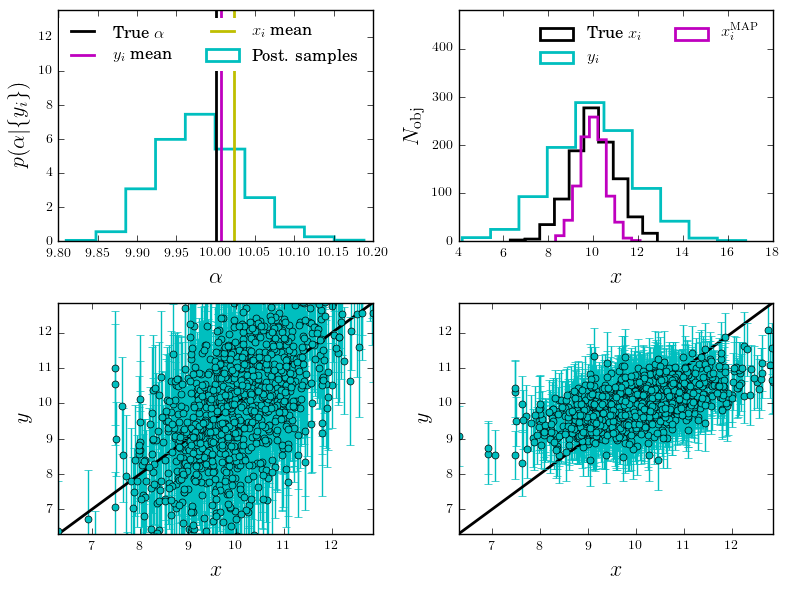 True α
x_i mean
y_i mean
Post. samples
p(α|{y_i})
14
12
10
8
6
4
2
0
9.80 9.85 9.90 9.95 10.00 10.05 10.10 10.15 10.20
α
True x_i
x_i^MAP
y_i
N_obj
400
300
200
100
0
4 6 8 10 12 14 16 18
x
y
12
11
10
9
8
7
7 8 9 10 11 12
x
y
12
11
10
9
8
7
7 8 9 10 11 12
x